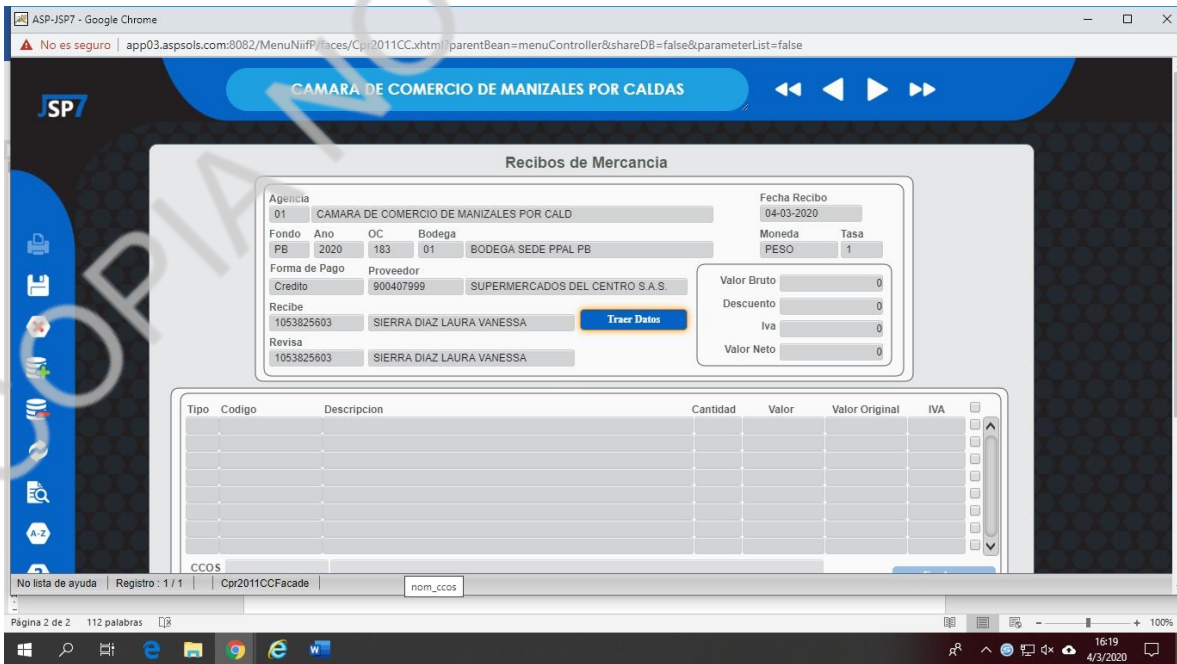 ASP-JSP7 - Google Chrome
No es seguro | app03.aspsols.com:8082/MenuNiifP/faces/Cpr2011CC.xhtml?parentBean=menuController&shareDB=false&parameterList=false
JSP7
CAMARA DE COMERCIO DE MANIZALES POR CALDAS
Recibos de Mercancia
Agencia Fecha Recibo
01 CAMARA DE COMERCIO DE MANIZALES POR CALD 04-03-2020
Fondo Ano OC Bodega Moneda Tasa
PB 2020 183 01 BODEGA SEDE PPAL PB PESO 1
Forma de Pago Proveedor
Credito 900407999 SUPERMERCADOS DEL CENTRO S.A.S.
Valor Bruto 0
Descuento 0
Iva 0
Valor Neto 0
Recibe
1053825603 SIERRA DIAZ LAURA VANESSA Traer Datos
Revisa
1053825603 SIERRA DIAZ LAURA VANESSA
Tipo Codigo Descripcion Cantidad Valor Valor Original IVA
CCOS
A-Z
No lista de ayuda | Registro : 1 / 1 | | Cpr2011CCFacade |
nom_ccos
Página 2 de 2 112 palabras 100%
16:19
4/3/2020
COPIA NO